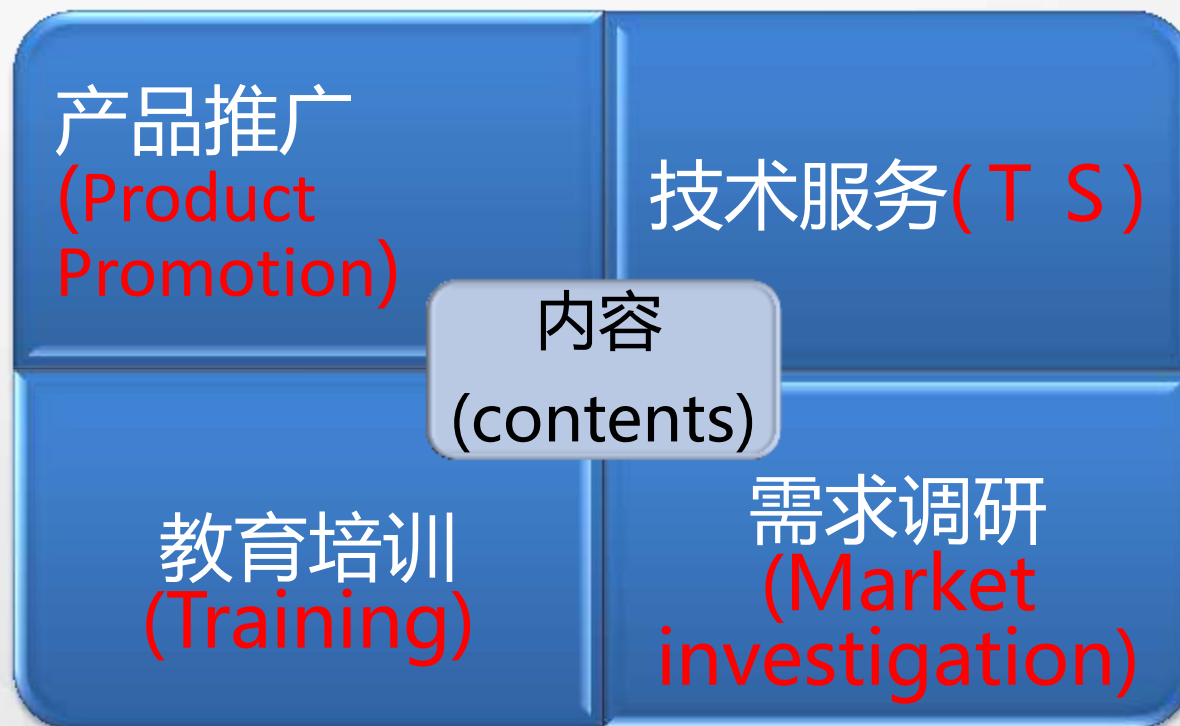 产品推广
(Product
Promotion)
技术服务(ＴＳ)
内容
(contents)
教育培训
(Training)
需求调研
(Market
investigation)